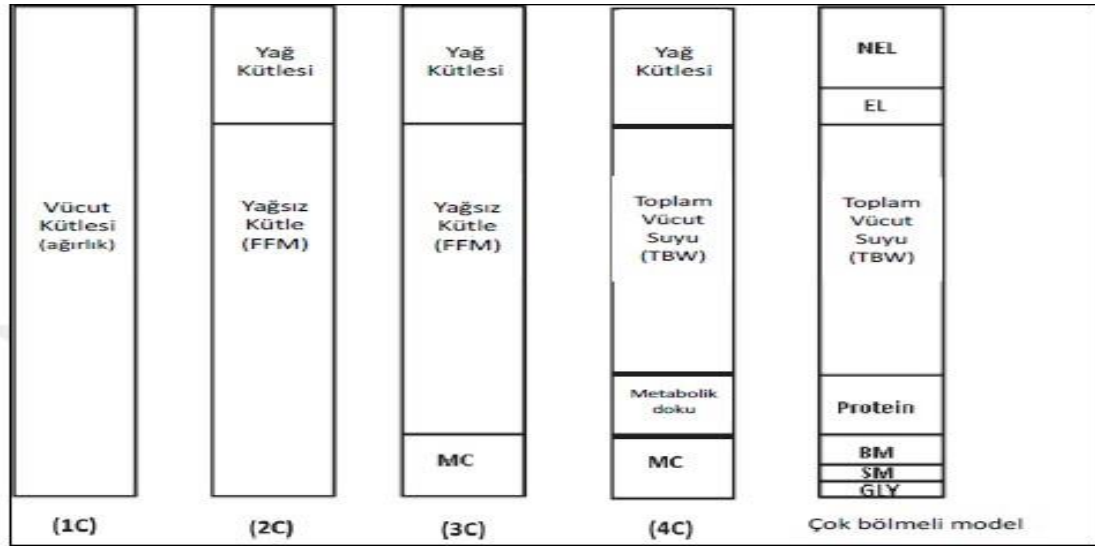 Vücut
Kütlesi
(ağırlık)
(1C)
Yağ
Kütlesi
Yağsız
Kütle
(FFM)
(2C)
Yağ
Kütlesi
Yağsız
Kütle
(FFM)
MC
(3C)
Yağ
Kütlesi
Toplam
Vücut
Suyu
(TBW)
Metabolik
doku
MC
(4C)
NEL
EL
Toplam
Vücut
Suyu
(TBW)
Protein
BM
SM
GLY
Çok bölmeli model